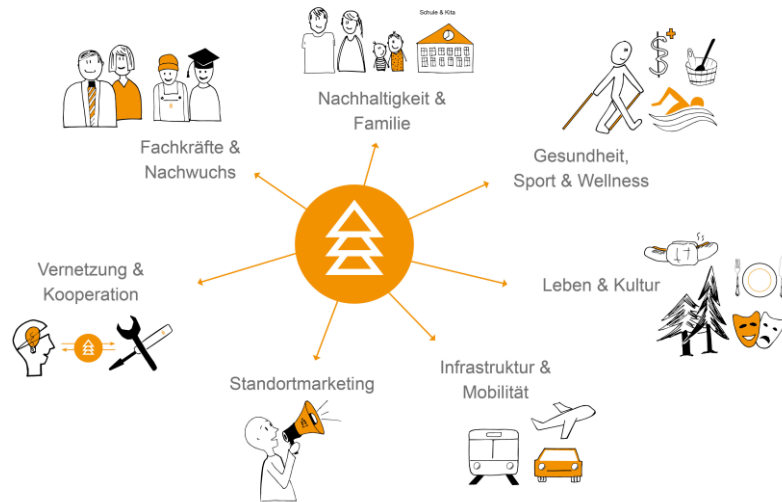 Schule & Kita
Nachhaltigkeit &
Familie
Fachkräfte &
Nachwuchs
Gesundheit,
Sport & Wellness
Vernetzung &
Kooperation
Leben & Kultur
Standortmarketing
Infrastruktur &
Mobilität